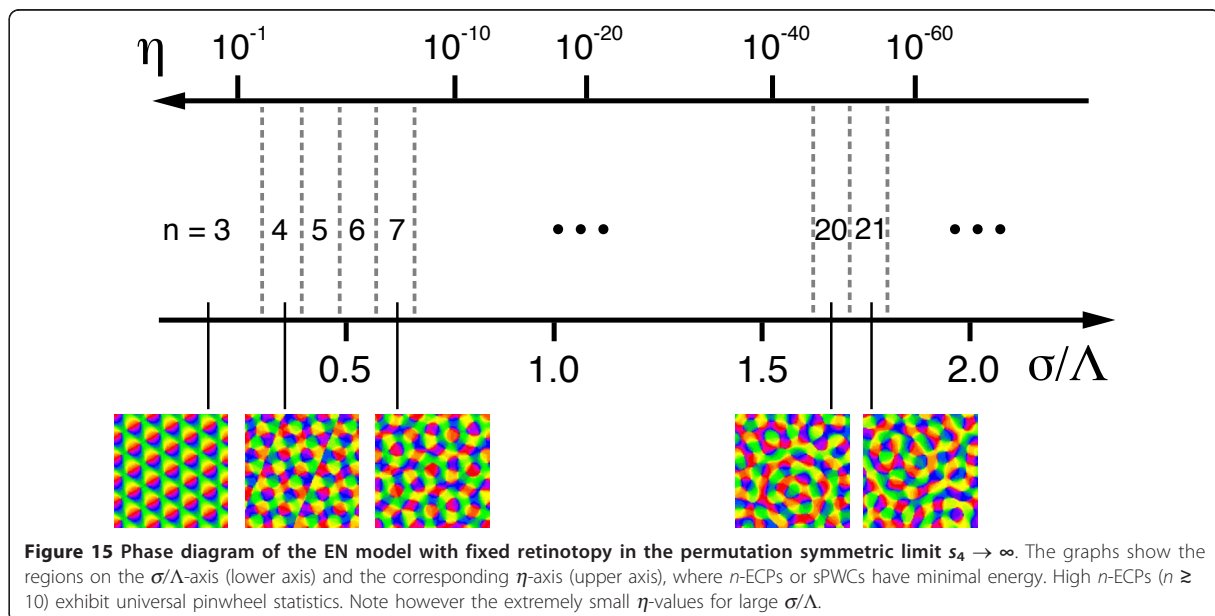 η 10⁻¹ 10⁻¹⁰ 10⁻²⁰ 10⁻⁴⁰ 10⁻⁶⁰
n = 3 4 5 6 7 ••• 20 21 •••
0.5 1.0 1.5 2.0 σ/Λ
Figure 15 Phase diagram of the EN model with fixed retinotopy in the permutation symmetric limit s₄ → ∞. The graphs show the
regions on the σ/Λ-axis (lower axis) and the corresponding η-axis (upper axis), where n-ECPs or sPWCs have minimal energy. High n-ECPs (n ≳
10) exhibit universal pinwheel statistics. Note however the extremely small η-values for large σ/Λ.